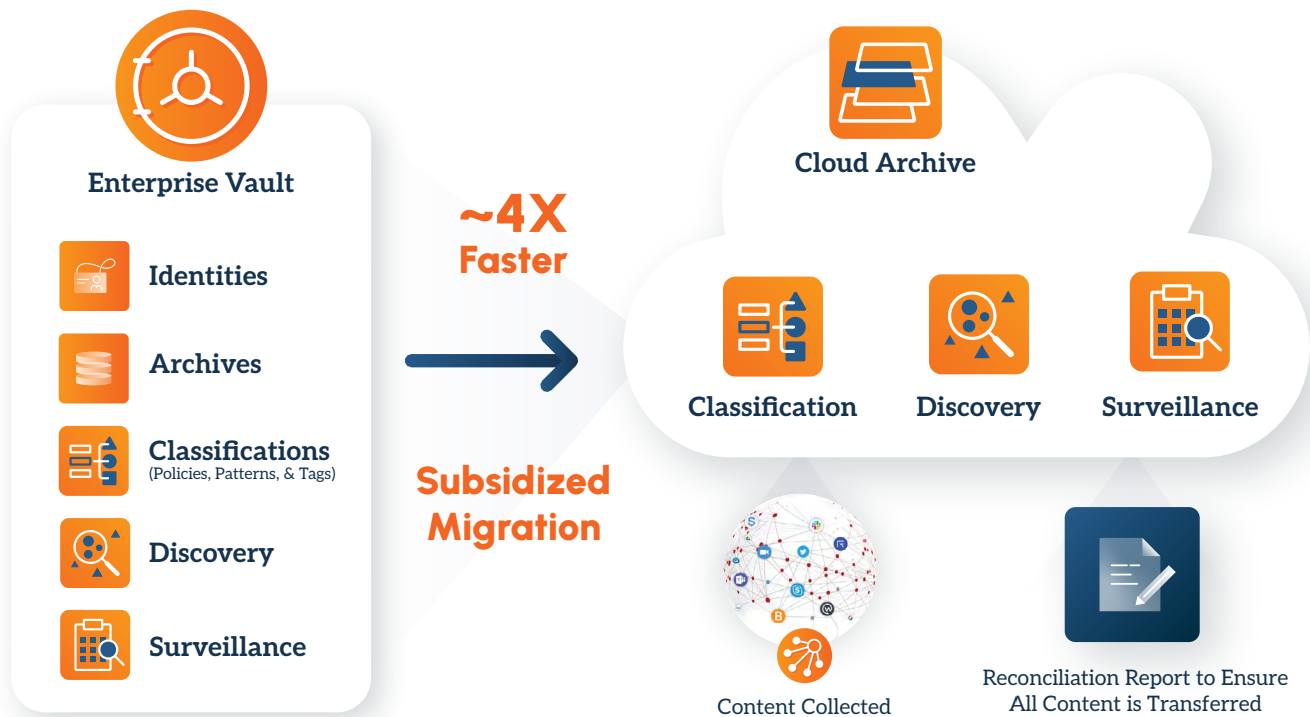 Enterprise Vault
Identities
Archives
Classifications
(Policies, Patterns, & Tags)
Discovery
Surveillance
~4X
Faster
Subsidized
Migration
Cloud Archive
Classification
Discovery
Surveillance
Content Collected
Reconciliation Report to Ensure
All Content is Transferred